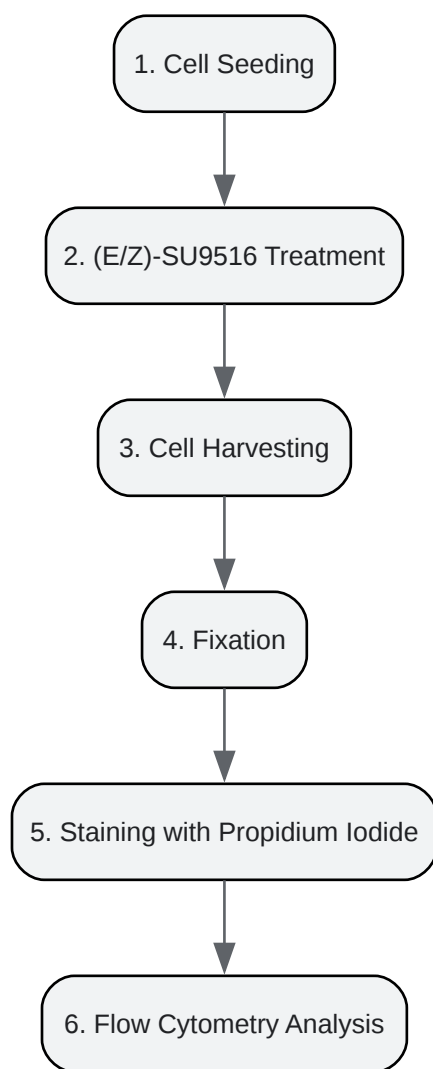 1. Cell Seeding
2. (E/Z)-SU9516 Treatment
3. Cell Harvesting
4. Fixation
5. Staining with Propidium Iodide
6. Flow Cytometry Analysis